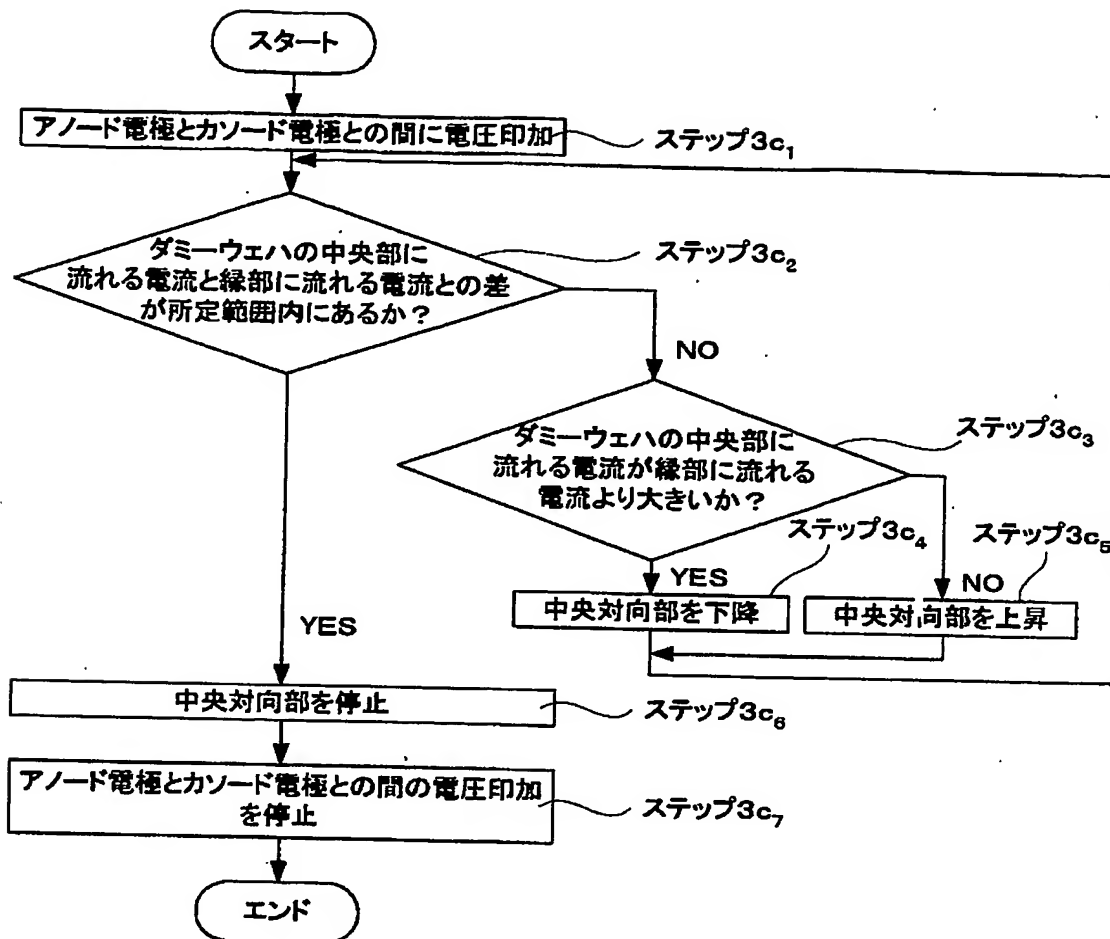 スタート
アノード電極とカソード電極との間に電圧印加
ステップ3c1
ダミーウェハの中央部に
流れる電流と縁部に流れる電流との差
が所定範囲内にあるか？
ステップ3c2
NO
ダミーウェハの中央部に
流れる電流が縁部に流れる
電流より大きいか？
ステップ3c3
ステップ3c4
ステップ3c5
YES
NO
中央対向部を下降
中央対向部を上昇
YES
中央対向部を停止
ステップ3c6
アノード電極とカソード電極との間の電圧印加
を停止
ステップ3c7
エンド